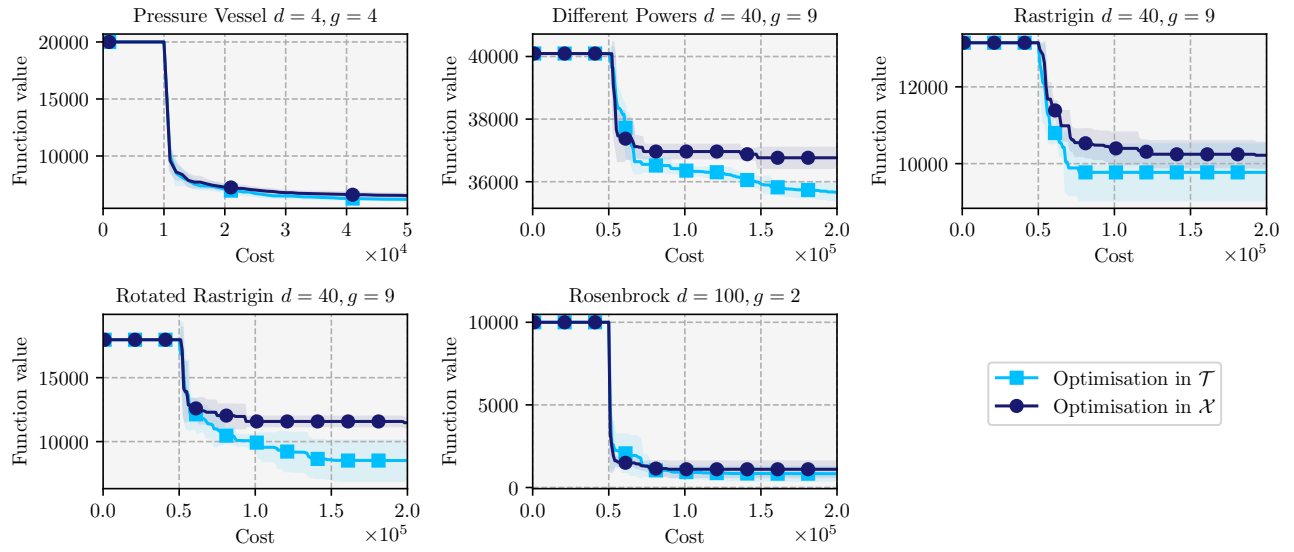 Pressure Vessel d = 4, g = 4
Function value
20000
15000
10000
0 1 2 3 4 5
×10^4
Cost
Different Powers d = 40, g = 9
Function value
40000
38000
36000
0.0 0.5 1.0 1.5 2.0
×10^5
Cost
Rastrigin d = 40, g = 9
Function value
12000
10000
0.0 0.5 1.0 1.5 2.0
×10^5
Cost
Rotated Rastrigin d = 40, g = 9
Function value
15000
10000
0.0 0.5 1.0 1.5 2.0
×10^5
Cost
Rosenbrock d = 100, g = 2
Function value
10000
5000
0
0.0 0.5 1.0 1.5 2.0
×10^5
Cost
Optimisation in 𝒯
Optimisation in 𝒳